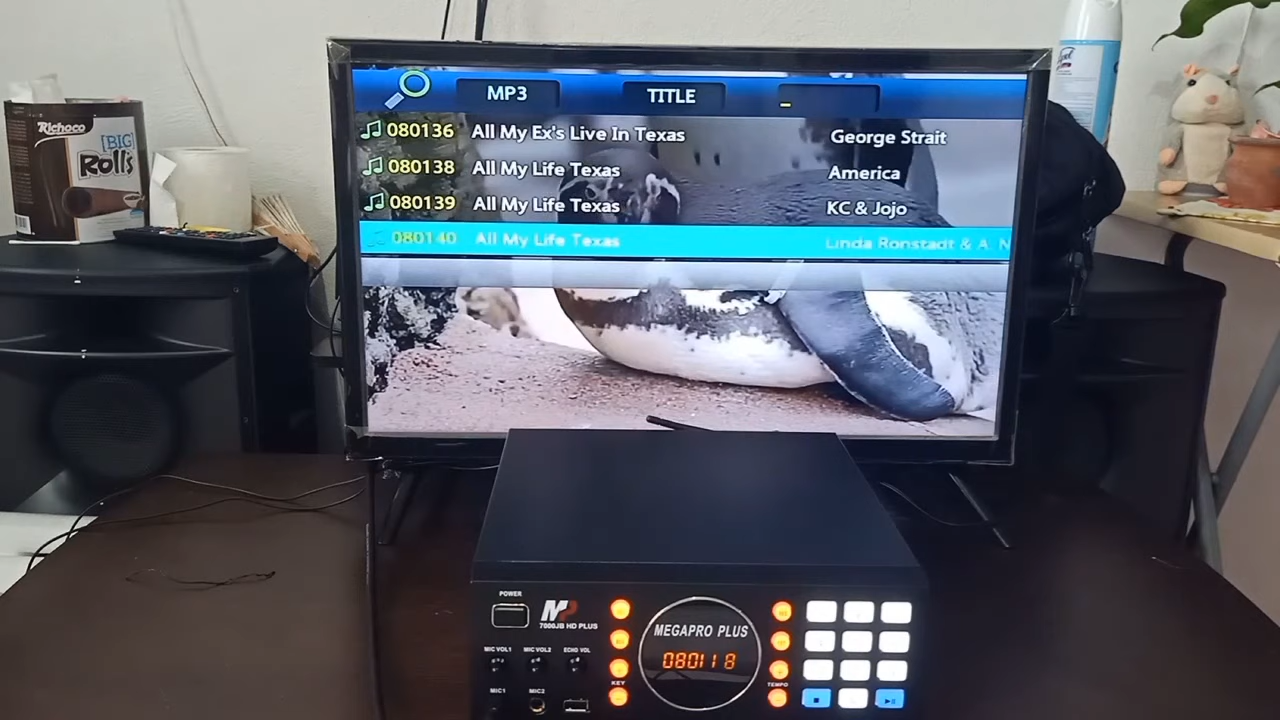 MP3 TITLE _
080136 All My Ex's Live In Texas George Strait
080138 All My Life Texas America
080139 All My Life Texas KC & Jojo
080140 All My Life Texas Linda Ronstadt & A. N
Richoco
[BIG]
Rolls
POWER
MP
7000JB HD PLUS
MIC VOL1 MIC VOL2 ECHO VOL
MIC1 MIC2
KEY
MEGAPRO PLUS
080118
TEMPO